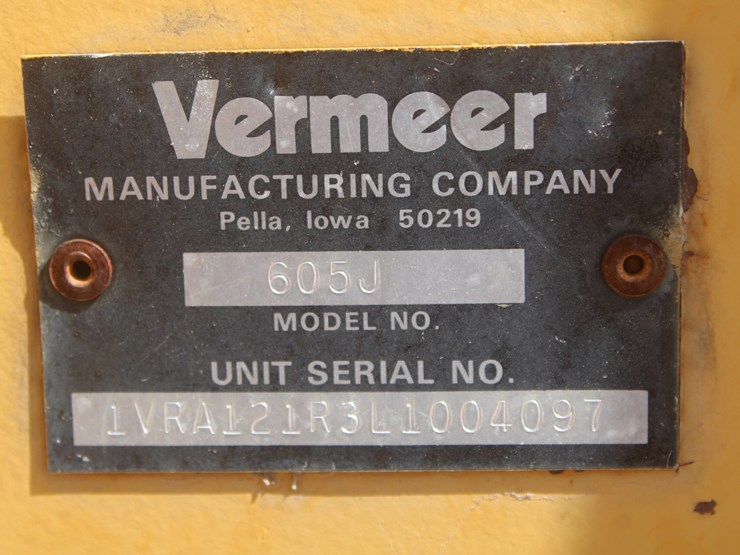 Vermeer
MANUFACTURING COMPANY
Pella, Iowa 50219
605J
MODEL NO.
UNIT SERIAL NO.
1VRA121R3L1004097